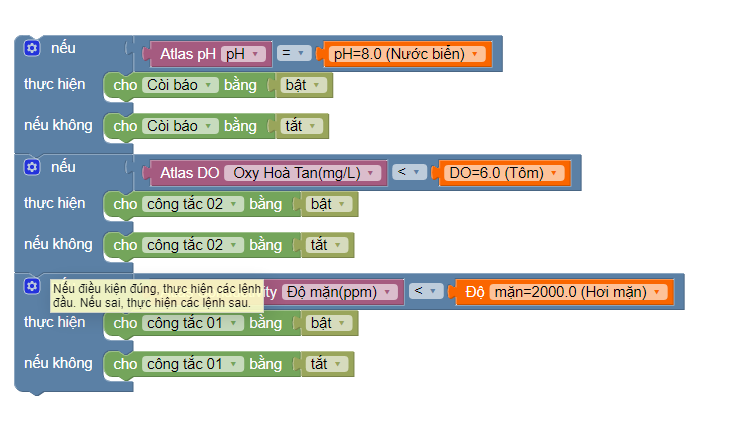 nếu Atlas pH pH = pH=8.0 (Nước biển)
thực hiện cho Còi báo bằng bật
nếu không cho Còi báo bằng tắt
nếu Atlas DO Oxy Hoà Tan(mg/L) < DO=6.0 (Tôm)
thực hiện cho công tắc 02 bằng bật
nếu không cho công tắc 02 bằng tắt
Nếu điều kiện đúng, thực hiện các lệnh
đầu. Nếu sai, thực hiện các lệnh sau.
ty Độ mặn(ppm) < Độ mặn=2000.0 (Hơi mặn)
thực hiện cho công tắc 01 bằng bật
nếu không cho công tắc 01 bằng tắt